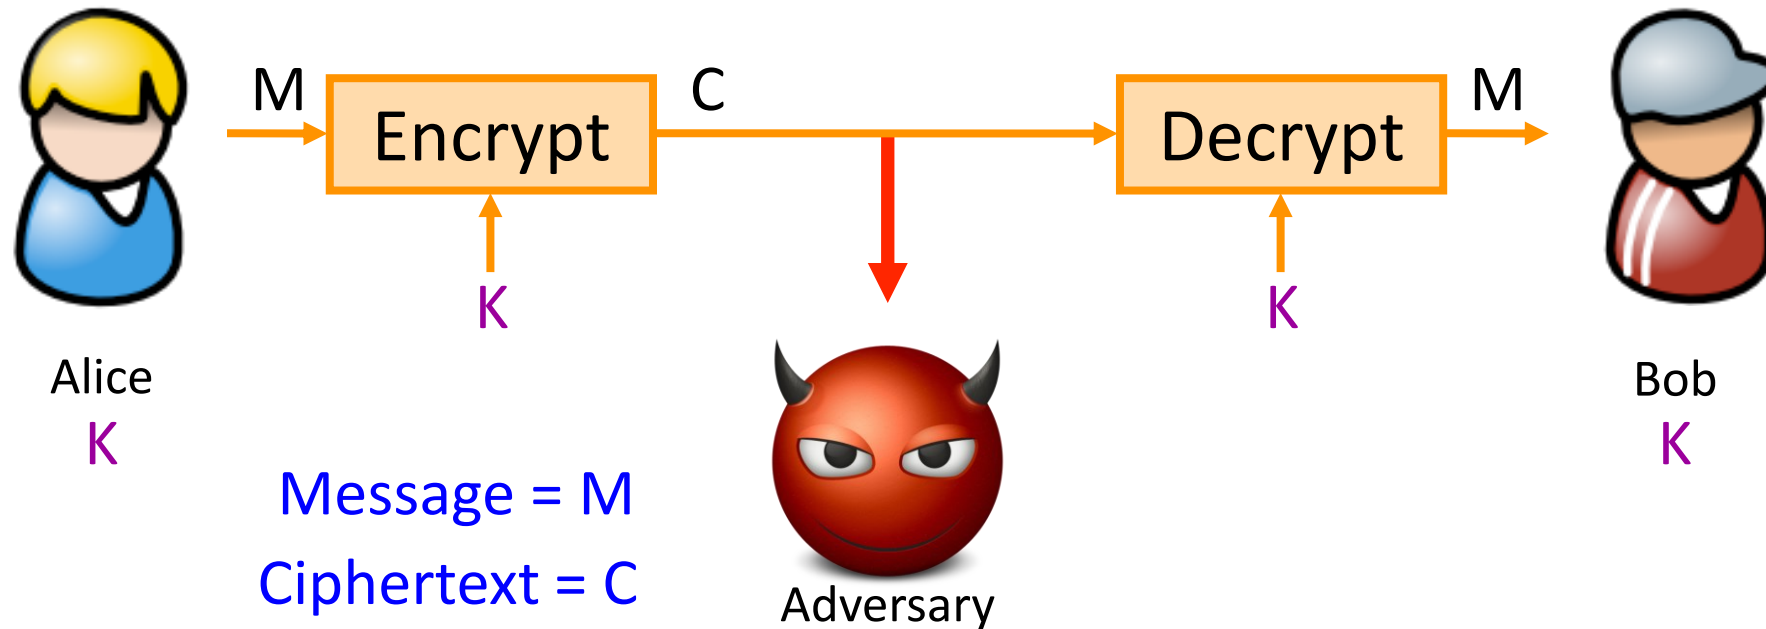 M
Encrypt
C
Decrypt
M
K
K
Alice
K
Bob
K
Message = M
Ciphertext = C
Adversary